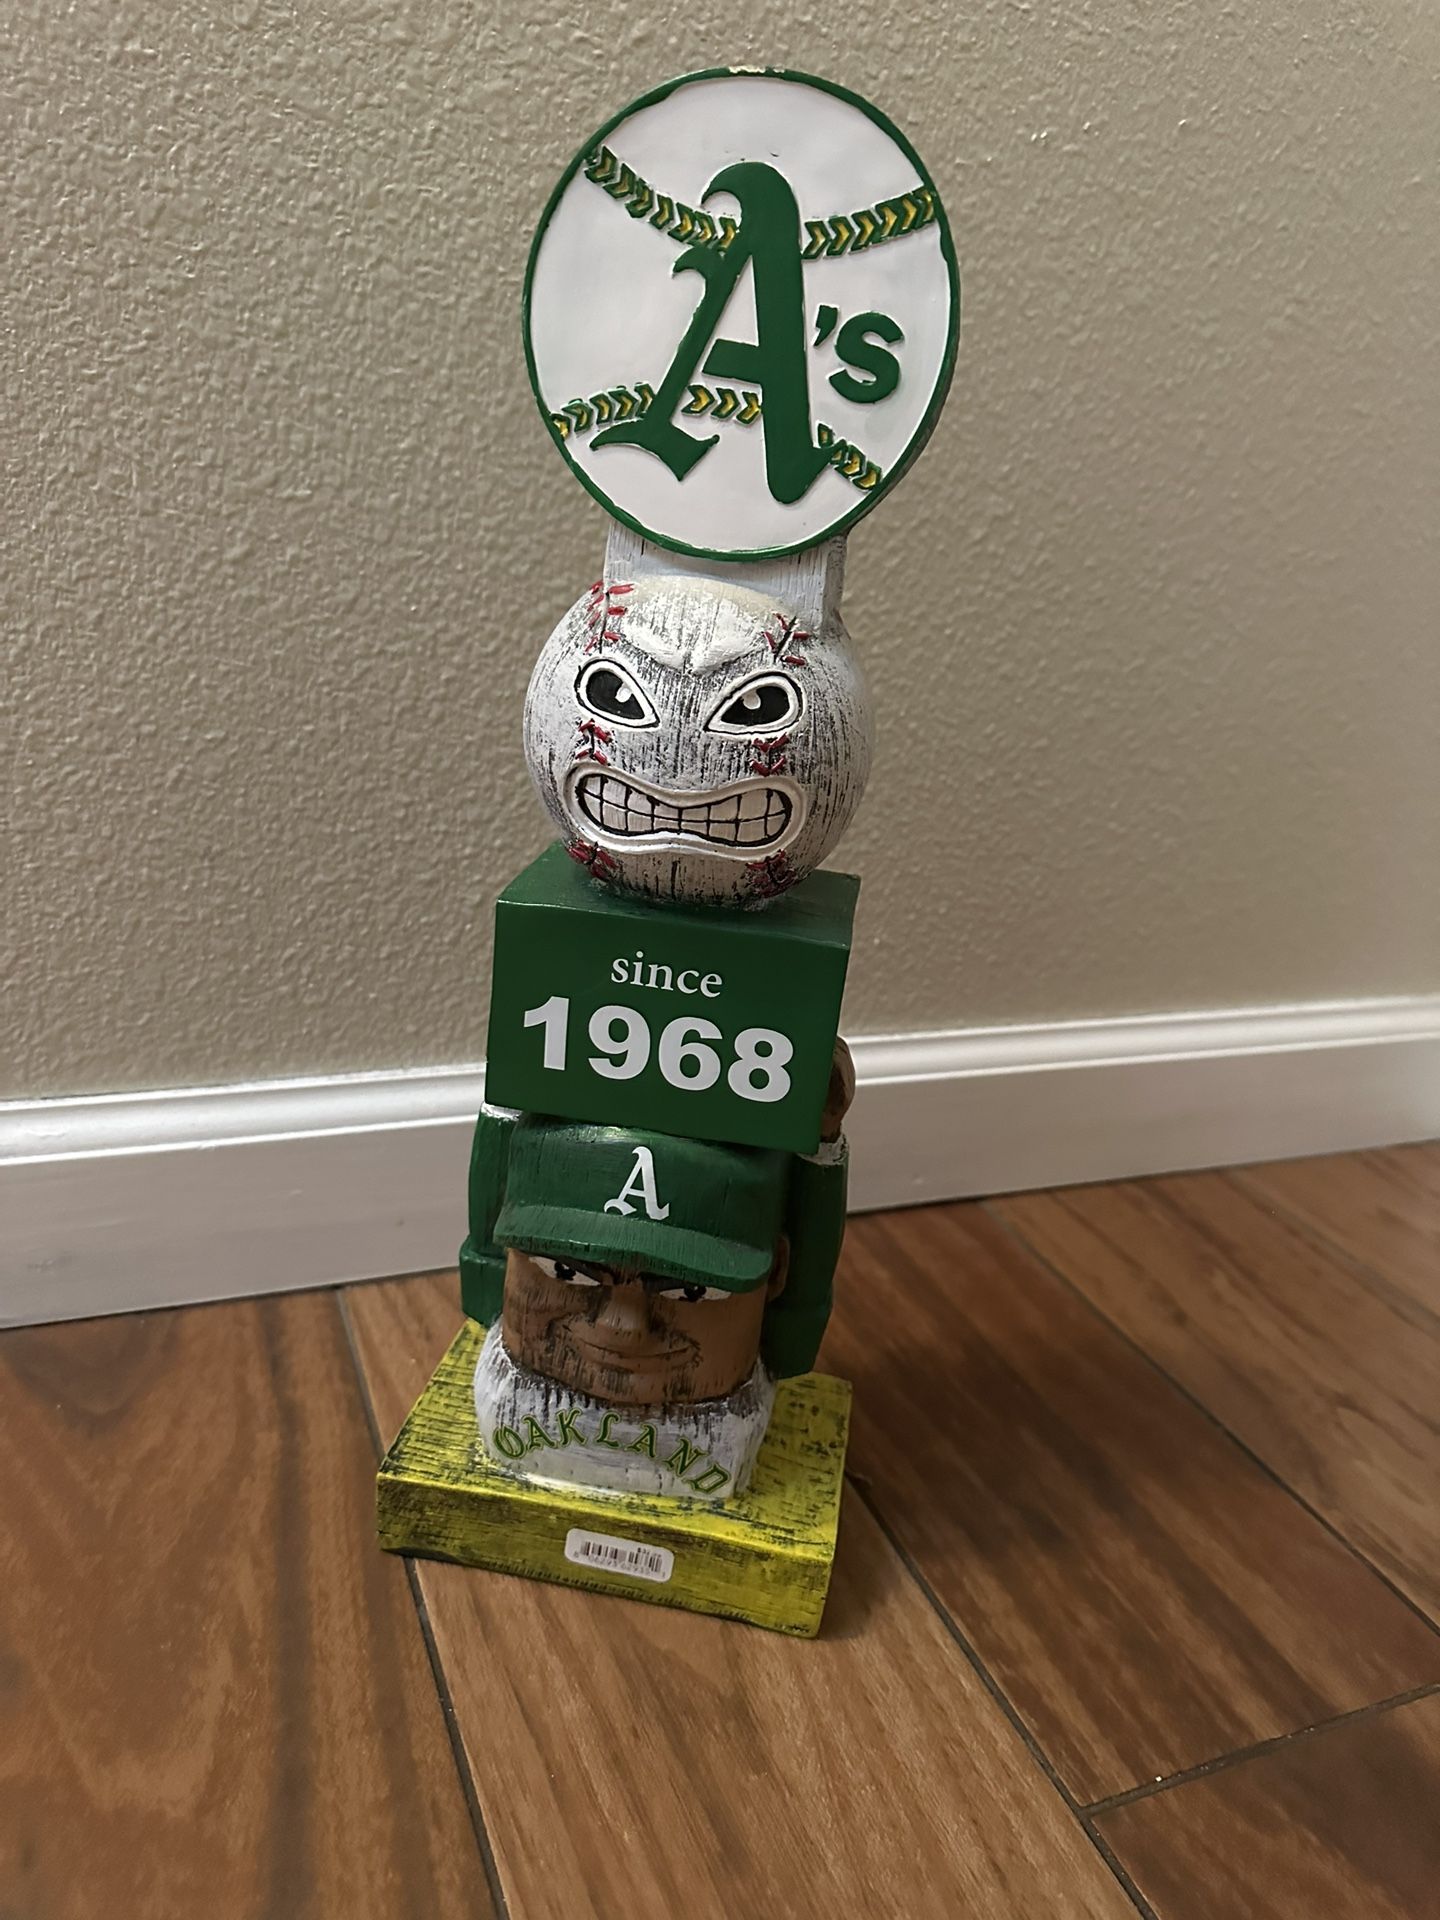 A's
since
1968
A
OAKLAND